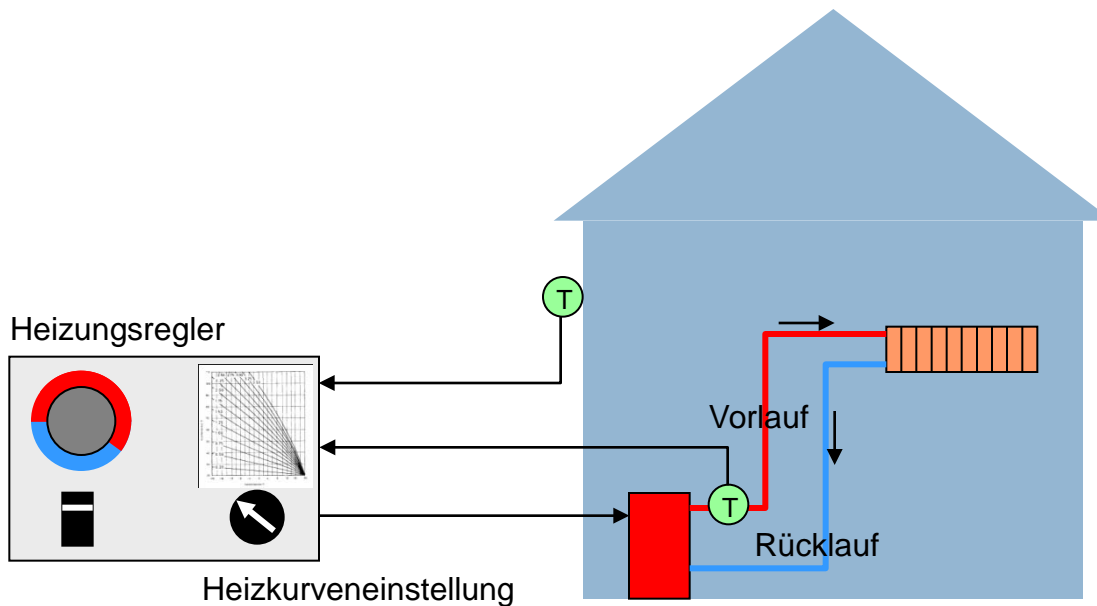 T
Heizungsregler
Vorlauf
T
Rücklauf
Heizkurveneinstellung